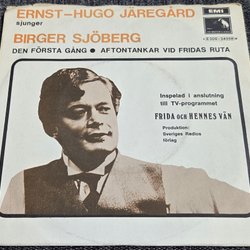 ERNST-HUGO JÄREGÅRD
sjunger
BIRGER SJÖBERG
DEN FÖRSTA GÅNG ● AFTONTANKAR VID FRIDAS RUTA
EMI
Inspelad i anslutning
till TV-programmet
FRIDA OCH HENNES VÄN
Produktion:
Sveriges Radios
förlag